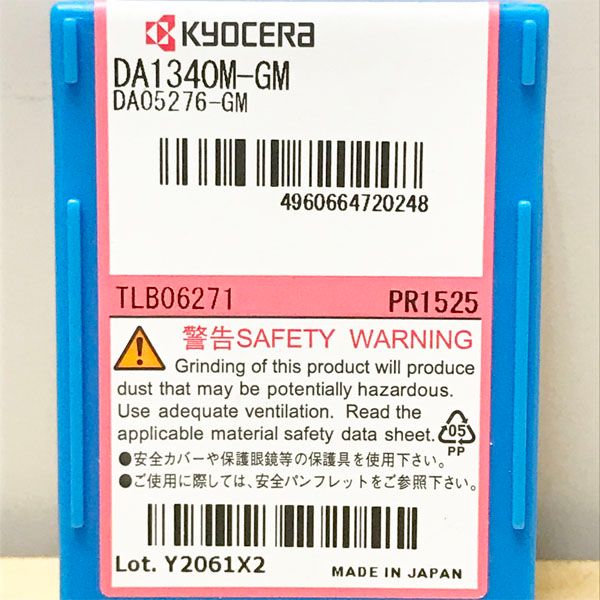 KYOCERA
DA1340M-GM
DA05276-GM
4960664720248
TLB06271 PR1525
警告SAFETY WARNING
Grinding of this product will produce
dust that may be potentially hazardous.
Use adequate ventilation. Read the
applicable material safety data sheet.
05
PP
●安全カバーや保護眼鏡等の保護具を使用下さい。
●ご使用に際しては、安全パンフレットをご参照下さい。
Lot. Y2061X2
MADE IN JAPAN